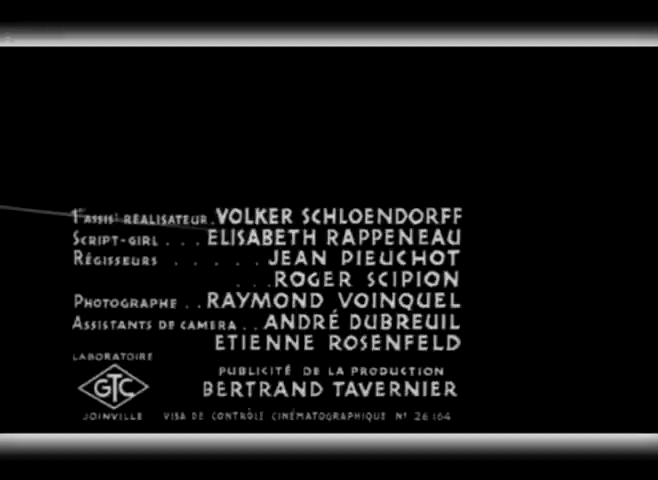 1ᵉʳ ASSISᵗ RÉALISATEUR. VOLKER SCHLOENDORFF
SCRIPT-GIRL . . . ELISABETH RAPPENEAU
RÉGISSEURS . . . . . . JEAN PIEUCHOT
. . . ROGER SCIPION
PHOTOGRAPHE . . RAYMOND VOINQUEL
ASSISTANTS DE CAMERA . . ANDRÉ DUBREUIL
ETIENNE ROSENFELD
LABORATOIRE
GTC
JOINVILLE
PUBLICITÉ DE LA PRODUCTION
BERTRAND TAVERNIER
VISA DE CONTRÔLE CINÉMATOGRAPHIQUE Nº 26 164